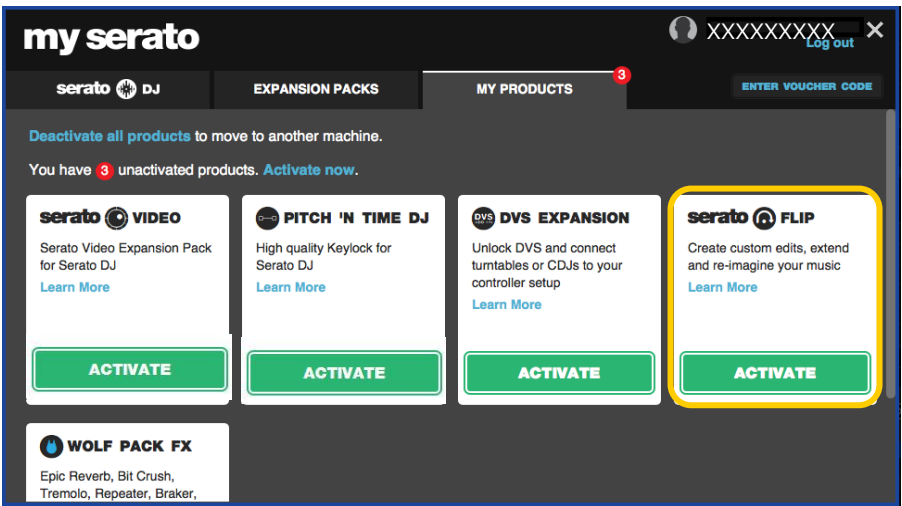 my serato
XXXXXXXXX
Log out
serato DJ
EXPANSION PACKS
MY PRODUCTS
3
ENTER VOUCHER CODE
Deactivate all products to move to another machine.
You have 3 unactivated products. Activate now.
serato VIDEO
Serato Video Expansion Pack
for Serato DJ
Learn More
ACTIVATE
PITCH 'N TIME DJ
High quality Keylock for
Serato DJ
Learn More
ACTIVATE
DVS DVS EXPANSION
Unlock DVS and connect
turntables or CDJs to your
controller setup
Learn More
ACTIVATE
serato FLIP
Create custom edits, extend
and re-imagine your music
Learn More
ACTIVATE
WOLF PACK FX
Epic Reverb, Bit Crush,
Tremolo, Repeater, Braker,